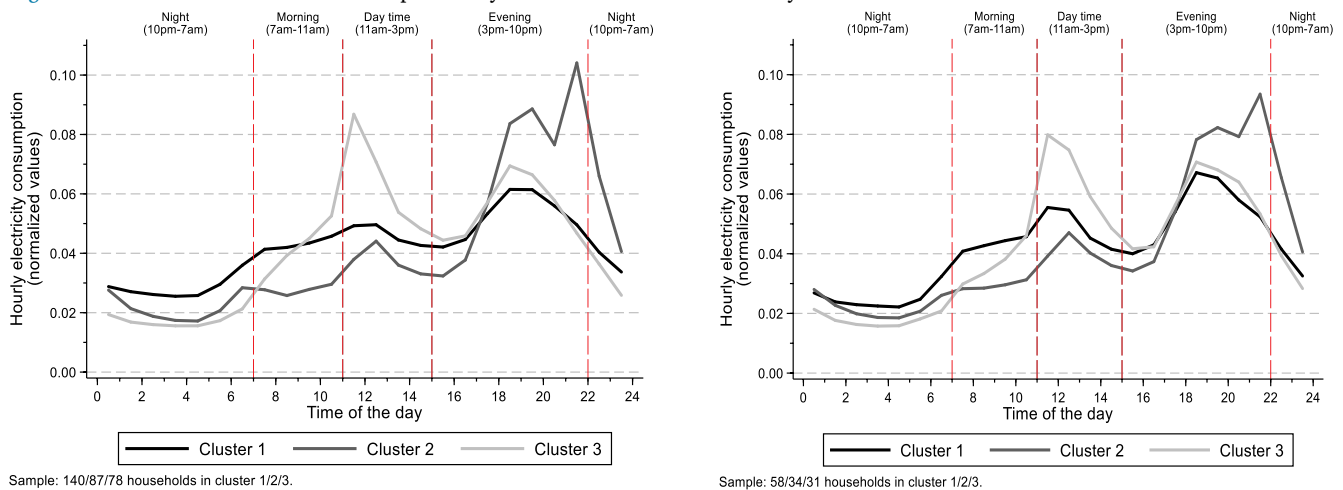 Night
(10pm-7am)
Morning
(7am-11am)
Day time
(11am-3pm)
Evening
(3pm-10pm)
Night
(10pm-7am)
Hourly electricity consumption
(normalized values)
0.10
0.08
0.06
0.04
0.02
0.00
0 2 4 6 8 10 12 14 16 18 20 22 24
Time of the day
Cluster 1 Cluster 2 Cluster 3
Sample: 140/87/78 households in cluster 1/2/3.
Night
(10pm-7am)
Morning
(7am-11am)
Day time
(11am-3pm)
Evening
(3pm-10pm)
Night
(10pm-7am)
Hourly electricity consumption
(normalized values)
0.10
0.08
0.06
0.04
0.02
0.00
0 2 4 6 8 10 12 14 16 18 20 22 24
Time of the day
Cluster 1 Cluster 2 Cluster 3
Sample: 58/34/31 households in cluster 1/2/3.